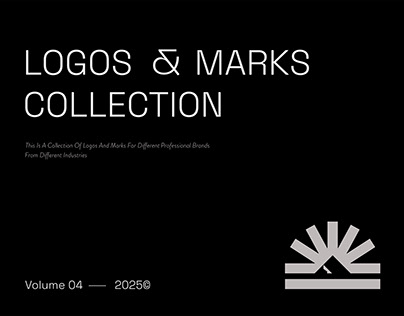 LOGOS & MARKS
COLLECTION
This Is A Collection Of Logos And Marks For Different Professional Brands
From Different Industries
Volume 04 — 2025©